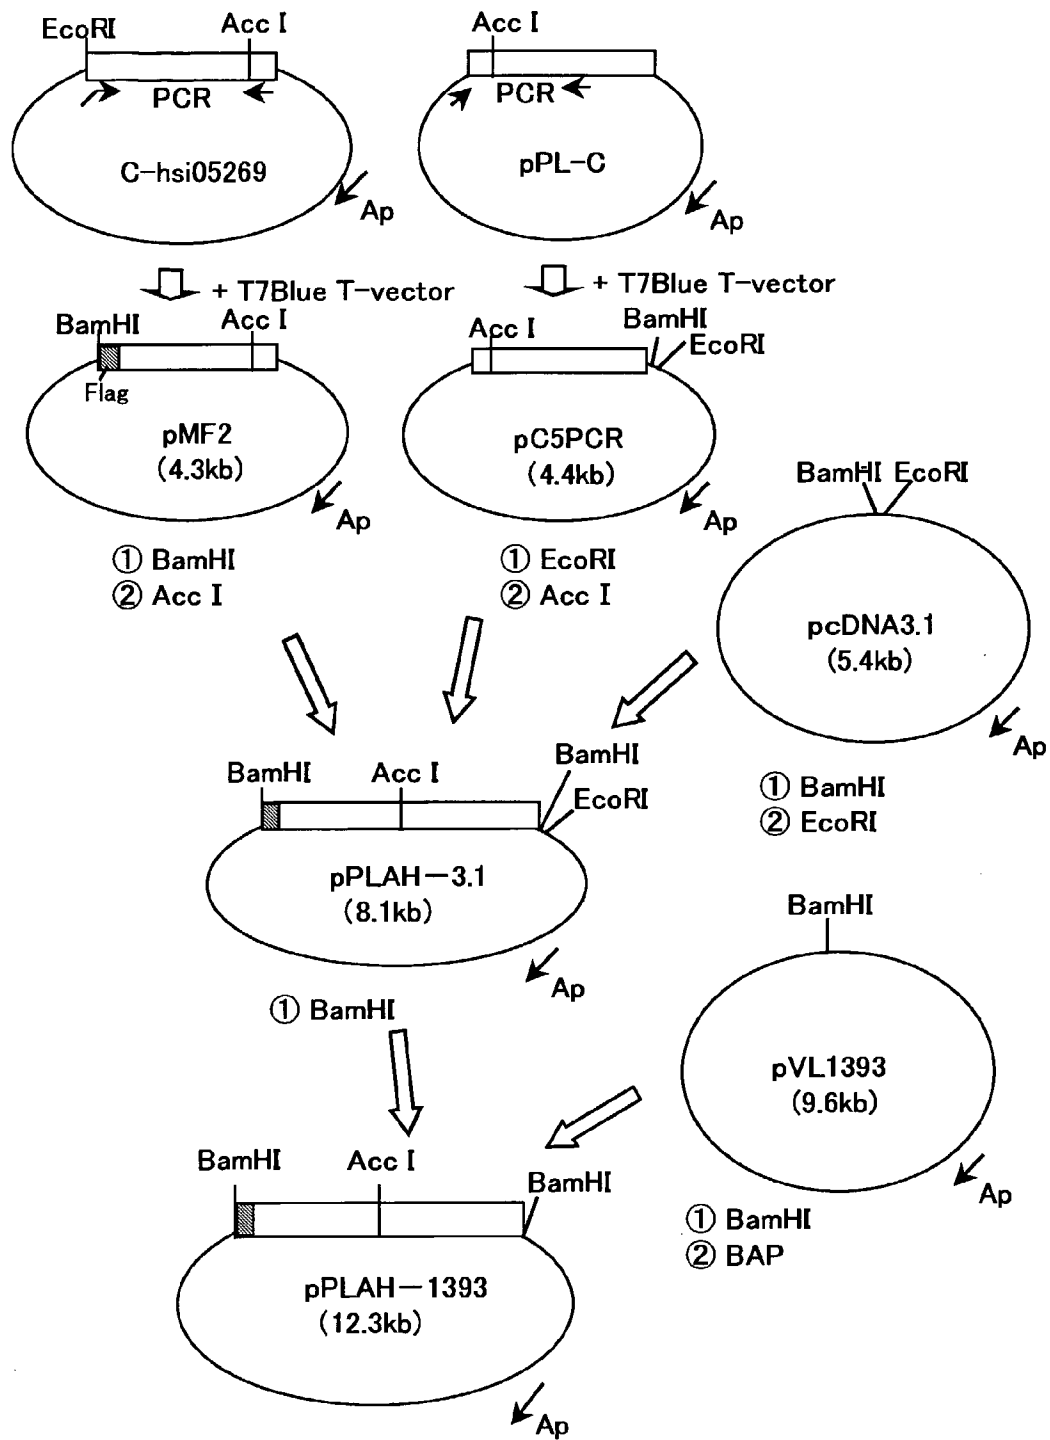 EcoRI
Acc I
PCR
C-hsi05269
Ap
Acc I
PCR
pPL-C
Ap
+ T7Blue T-vector
+ T7Blue T-vector
BamHI
Acc I
Flag
pMF2
(4.3kb)
Ap
① BamHI
② Acc I
Acc I
BamHI
EcoRI
pC5PCR
(4.4kb)
Ap
① EcoRI
② Acc I
BamHI EcoRI
pcDNA3.1
(5.4kb)
Ap
① BamHI
② EcoRI
BamHI
Acc I
BamHI
EcoRI
pPLAH-3.1
(8.1kb)
Ap
① BamHI
BamHI
pVL1393
(9.6kb)
Ap
① BamHI
② BAP
BamHI
Acc I
BamHI
pPLAH-1393
(12.3kb)
Ap